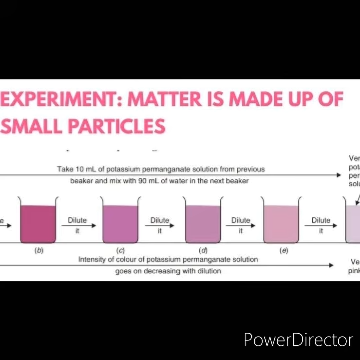 EXPERIMENT: MATTER IS MADE UP OF
SMALL PARTICLES
Take 10 mL of potassium permanganate solution from previous
beaker and mix with 90 mL of water in the next beaker
Dilute it
Dilute it
Dilute it
Dilute it
(b)
(c)
(d)
(e)
Intensity of colour of potassium permanganate solution
goes on decreasing with dilution
PowerDirector